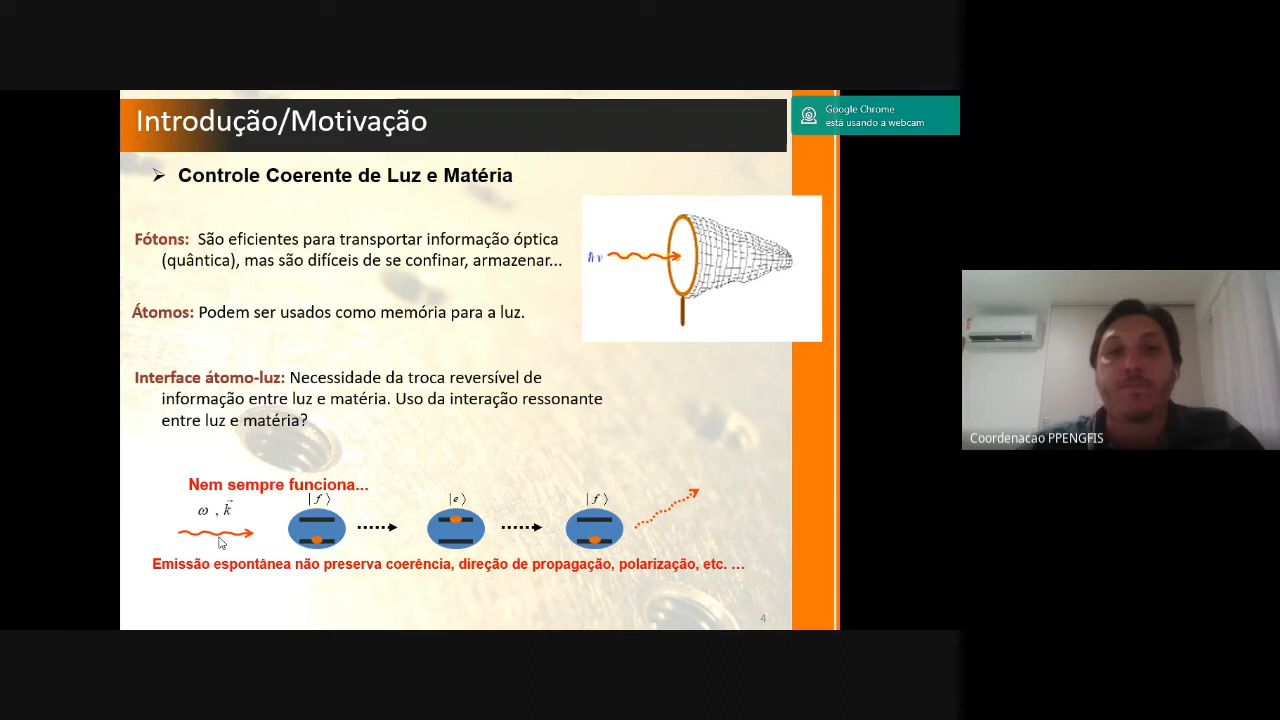 Introdução/Motivação
Google Chrome
está usando a webcam
➢ Controle Coerente de Luz e Matéria
Fótons: São eficientes para transportar informação óptica
(quântica), mas são difíceis de se confinar, armazenar...
ħν
Átomos: Podem ser usados como memória para a luz.
Interface átomo-luz: Necessidade da troca reversível de
informação entre luz e matéria. Uso da interação ressonante
entre luz e matéria?
Nem sempre funciona...
ω , k⃗
|f⟩ |e⟩ |f⟩
Emissão espontânea não preserva coerência, direção de propagação, polarização, etc. ...
4
Coordenacao PPENGFIS